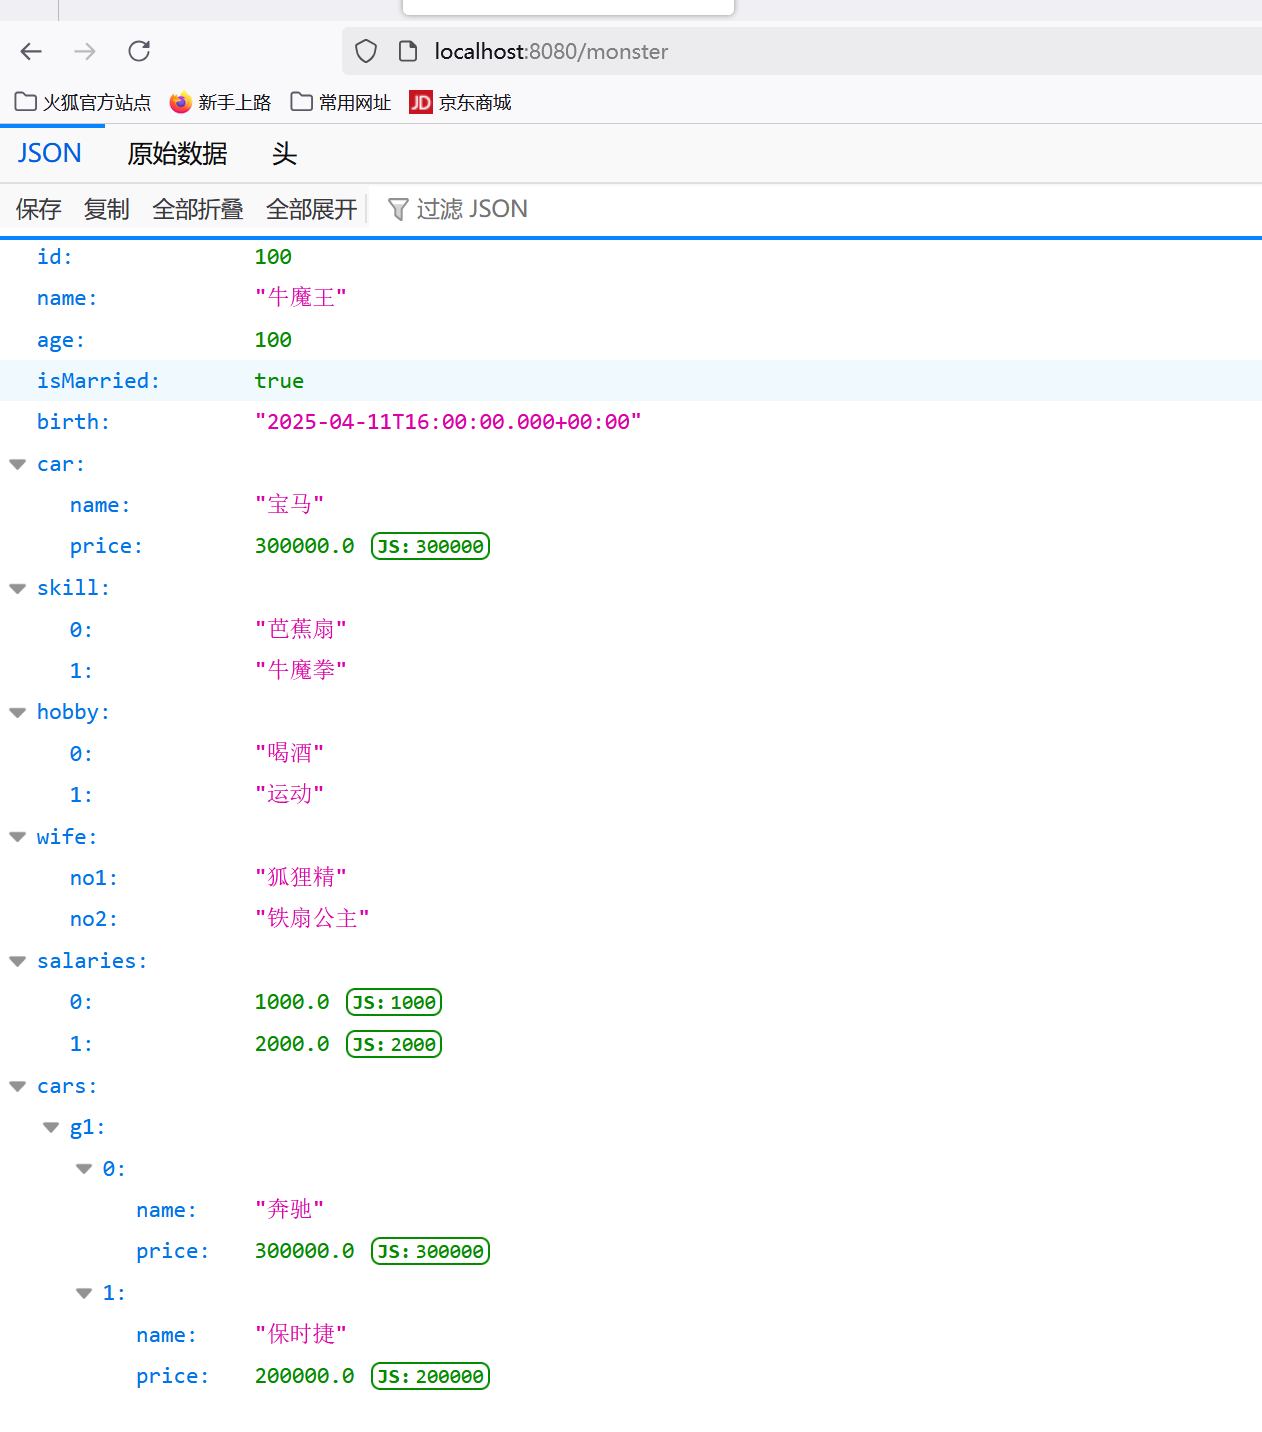 localhost:8080/monster
火狐官方站点 新手上路 常用网址 JD 京东商城
JSON 原始数据 头
保存 复制 全部折叠 全部展开 过滤 JSON
id: 100
name: "牛魔王"
age: 100
isMarried: true
birth: "2025-04-11T16:00:00.000+00:00"
car:
name: "宝马"
price: 300000.0 JS: 300000
skill:
0: "芭蕉扇"
1: "牛魔拳"
hobby:
0: "喝酒"
1: "运动"
wife:
no1: "狐狸精"
no2: "铁扇公主"
salaries:
0: 1000.0 JS: 1000
1: 2000.0 JS: 2000
cars:
g1:
0:
name: "奔驰"
price: 300000.0 JS: 300000
1:
name: "保时捷"
price: 200000.0 JS: 200000